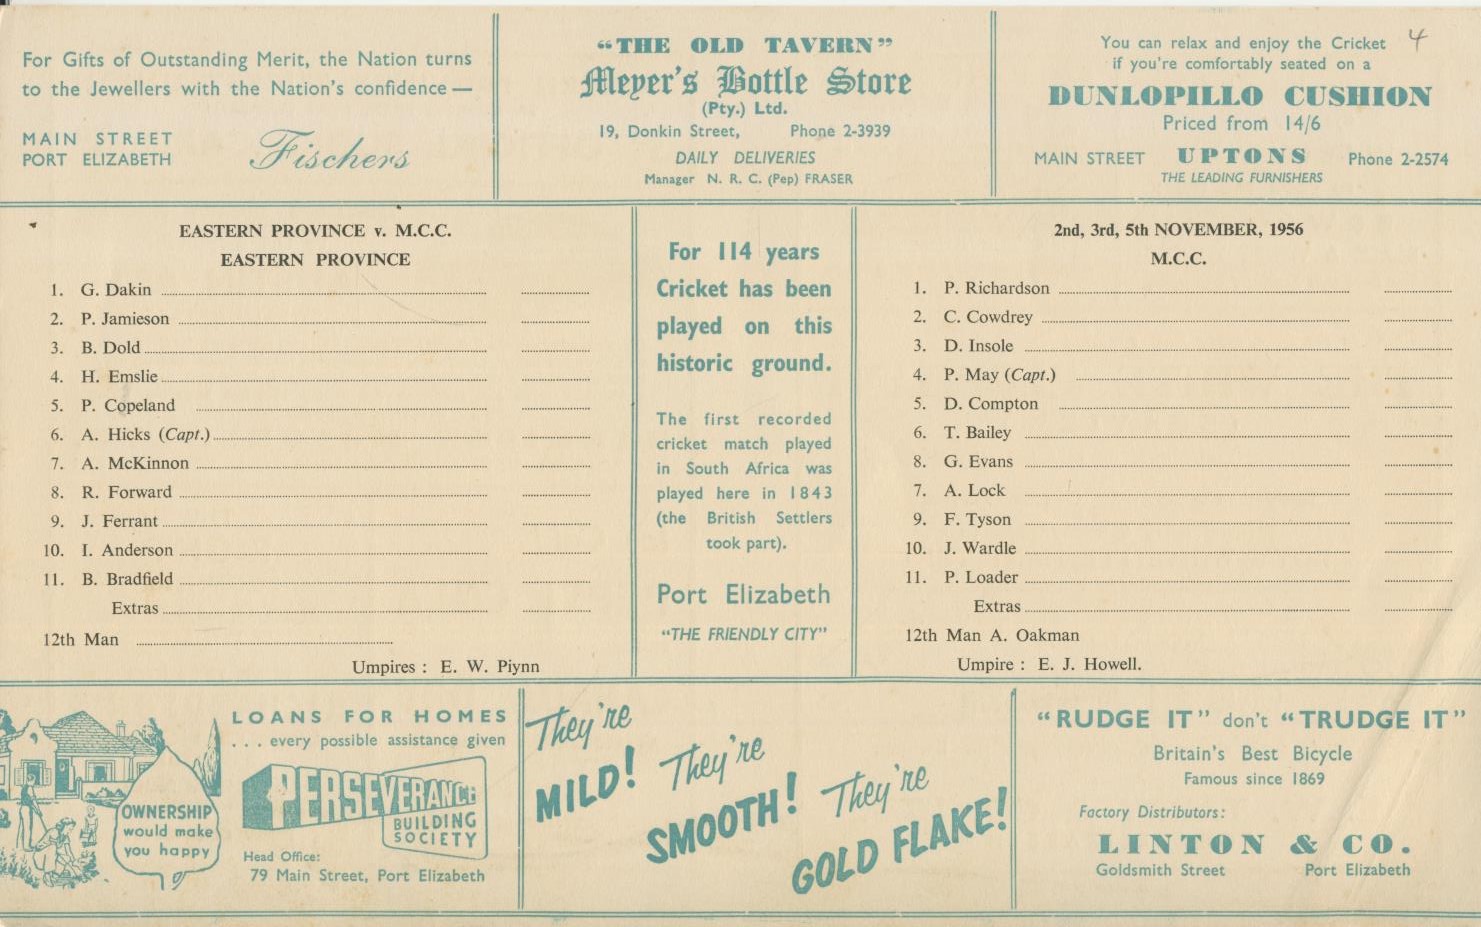 For Gifts of Outstanding Merit, the Nation turns
to the Jewellers with the Nation's confidence —
MAIN STREET
PORT ELIZABETH
Fischers
"THE OLD TAVERN"
Meyer's Bottle Store
(Pty.) Ltd.
19, Donkin Street, Phone 2-3939
DAILY DELIVERIES
Manager N. R. C. (Pep) FRASER
4
You can relax and enjoy the Cricket
if you're comfortably seated on a
DUNLOPILLO CUSHION
Priced from 14/6
MAIN STREET UPTONS Phone 2-2574
THE LEADING FURNISHERS
EASTERN PROVINCE v. M.C.C.
EASTERN PROVINCE
1. G. Dakin
2. P. Jamieson
3. B. Dold
4. H. Emslie
5. P. Copeland
6. A. Hicks (Capt.)
7. A. McKinnon
8. R. Forward
9. J. Ferrant
10. I. Anderson
11. B. Bradfield
Extras
12th Man
Umpires : E. W. Piynn
For 114 years
Cricket has been
played on this
historic ground.
The first recorded
cricket match played
in South Africa was
played here in 1843
(the British Settlers
took part).
Port Elizabeth
"THE FRIENDLY CITY"
2nd, 3rd, 5th NOVEMBER, 1956
M.C.C.
1. P. Richardson
2. C. Cowdrey
3. D. Insole
4. P. May (Capt.)
5. D. Compton
6. T. Bailey
8. G. Evans
7. A. Lock
9. F. Tyson
10. J. Wardle
11. P. Loader
Extras
12th Man A. Oakman
Umpire : E. J. Howell.
OWNERSHIP
would make
you happy
LOANS FOR HOMES
. . . every possible assistance given
PERSEVERANCE
BUILDING
SOCIETY
Head Office:
79 Main Street, Port Elizabeth
They're
MILD! They're
SMOOTH! They're
GOLD FLAKE!
"RUDGE IT" don't "TRUDGE IT"
Britain's Best Bicycle
Famous since 1869
Factory Distributors:
LINTON & CO.
Goldsmith Street Port Elizabeth